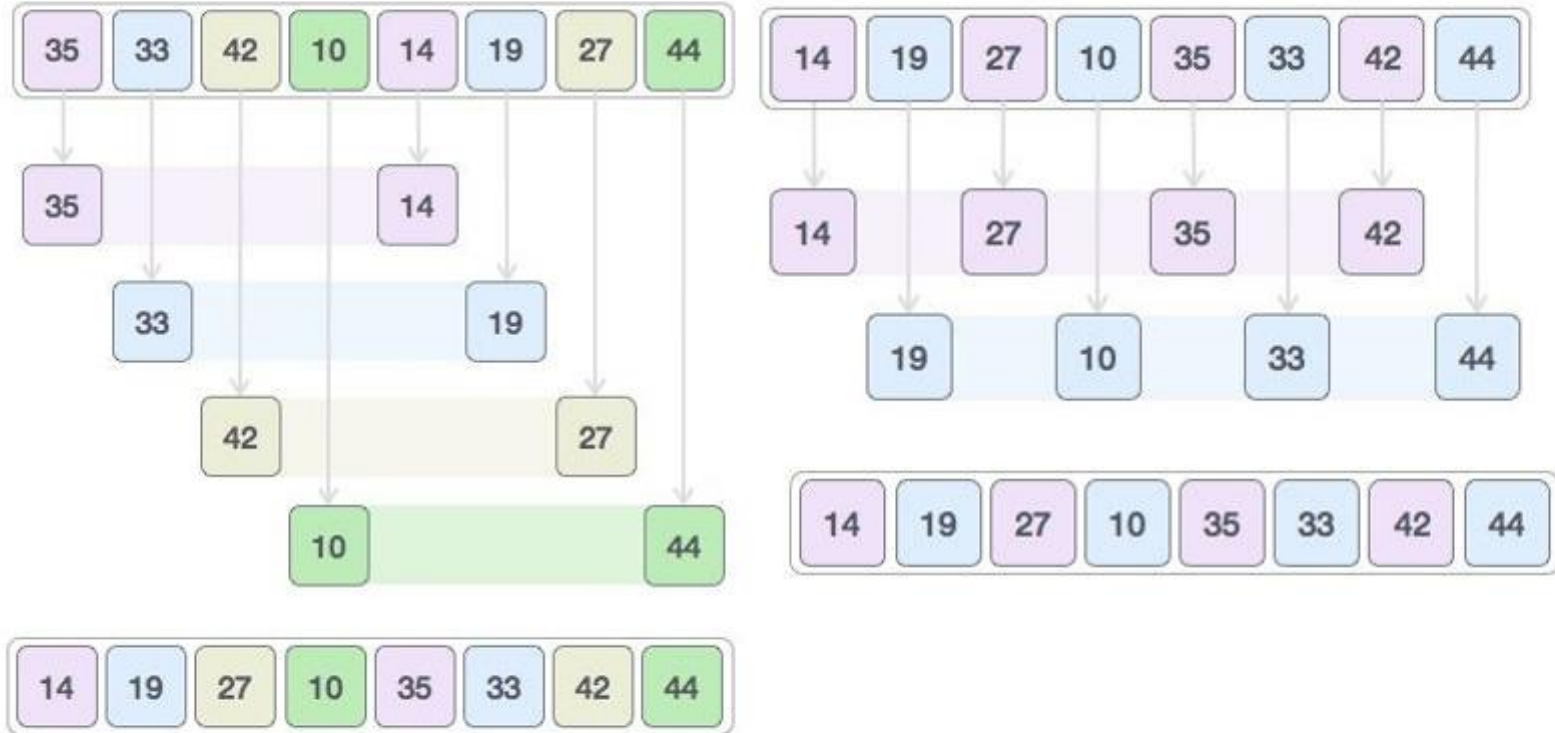 35 33 42 10 14 19 27 44
35 14
33 19
42 27
10 44
14 19 27 10 35 33 42 44
14 19 27 10 35 33 42 44
14 27 35 42
19 10 33 44
14 19 27 10 35 33 42 44